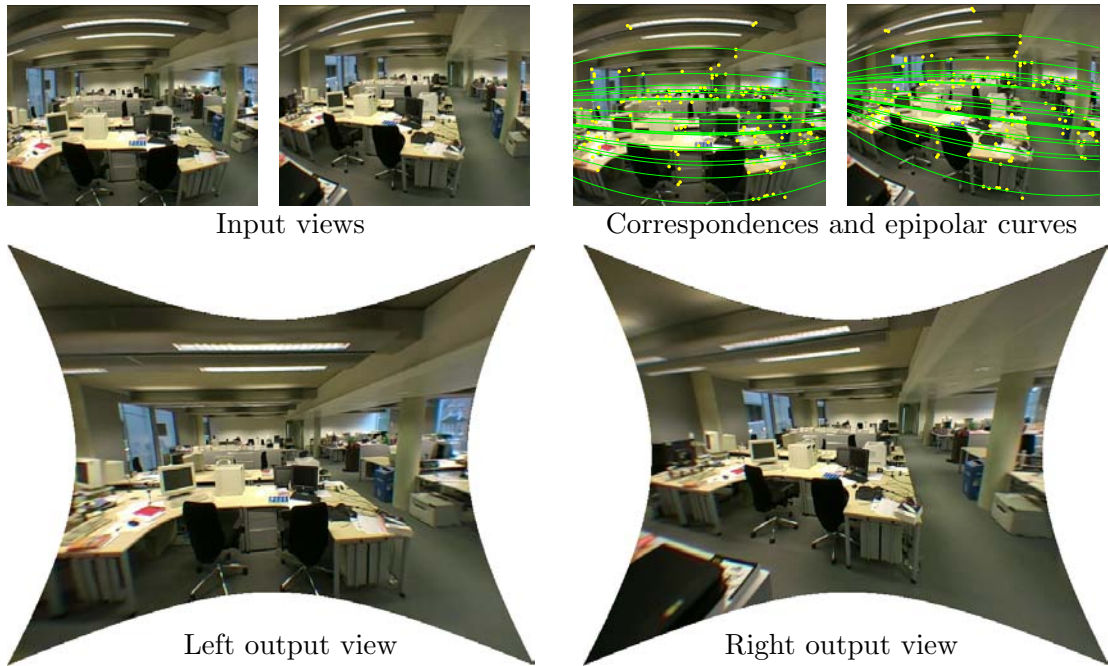 Input views
Correspondences and epipolar curves
Left output view
Right output view